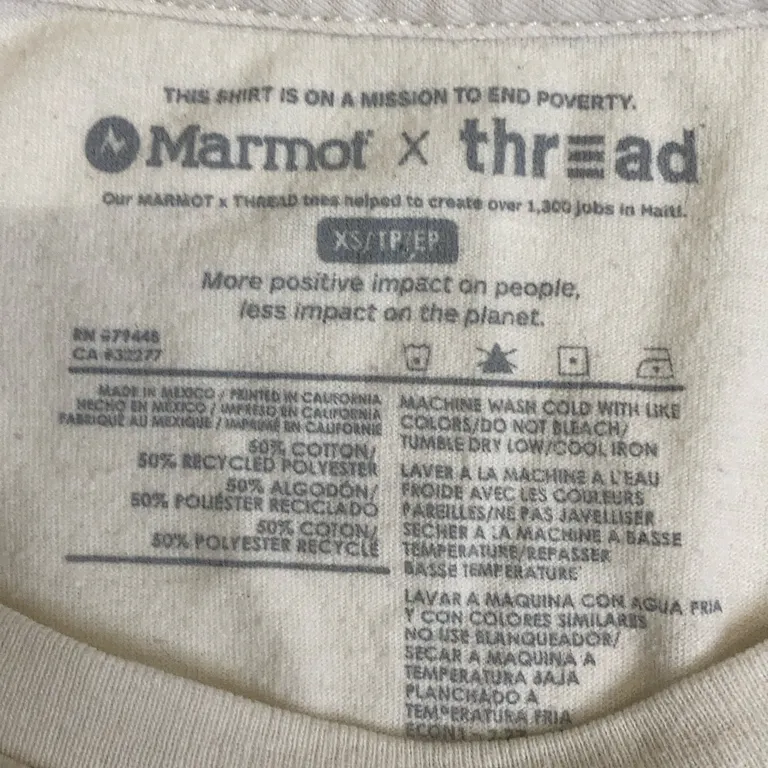 THIS SHIRT IS ON A MISSION TO END POVERTY.
Marmot x thread
Our MARMOT x THREAD tees helped to create over 1,300 jobs in Haiti.
XS/TP/EP
More positive impact on people,
less impact on the planet.
RN #79448
CA #32277
MADE IN MEXICO / PRINTED IN CALIFORNIA
HECHO EN MÉXICO / IMPRESO EN CALIFORNIA
FABRIQUÉ AU MEXIQUE / IMPRIMÉ EN CALIFORNIE
50% COTTON/
50% RECYCLED POLYESTER
50% ALGODÓN/
50% POLIÉSTER RECICLADO
50% COTON/
50% POLYESTER RECYCLÉ
MACHINE WASH COLD WITH LIKE
COLORS/DO NOT BLEACH/
TUMBLE DRY LOW/COOL IRON
LAVER A LA MACHINE A L'EAU
FROIDE AVEC LES COULEURS
PAREILLES/NE PAS JAVELLISER
SECHER A LA MACHINE A BASSE
TEMPERATURE/REPASSER
BASSE TEMPERATURE
LAVAR A MAQUINA CON AGUA FRIA
Y CON COLORES SIMILARES
NO USE BLANQUEADOR/
SECAR A MAQUINA A
TEMPERATURA BAJA
PLANCHADO A
TEMPERATURA FRIA